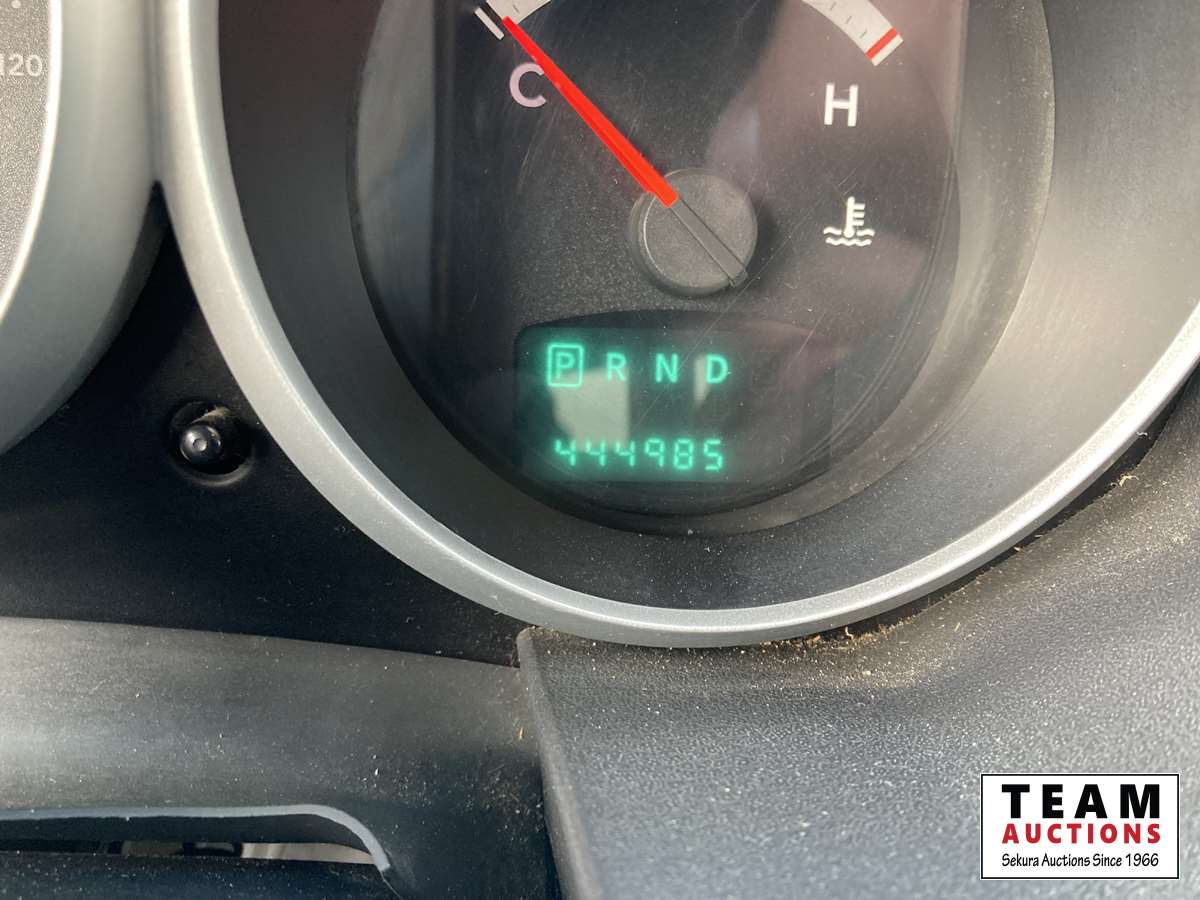 120
C
H
P R N D
444985
TEAM
AUCTIONS
Sekura Auctions Since 1966